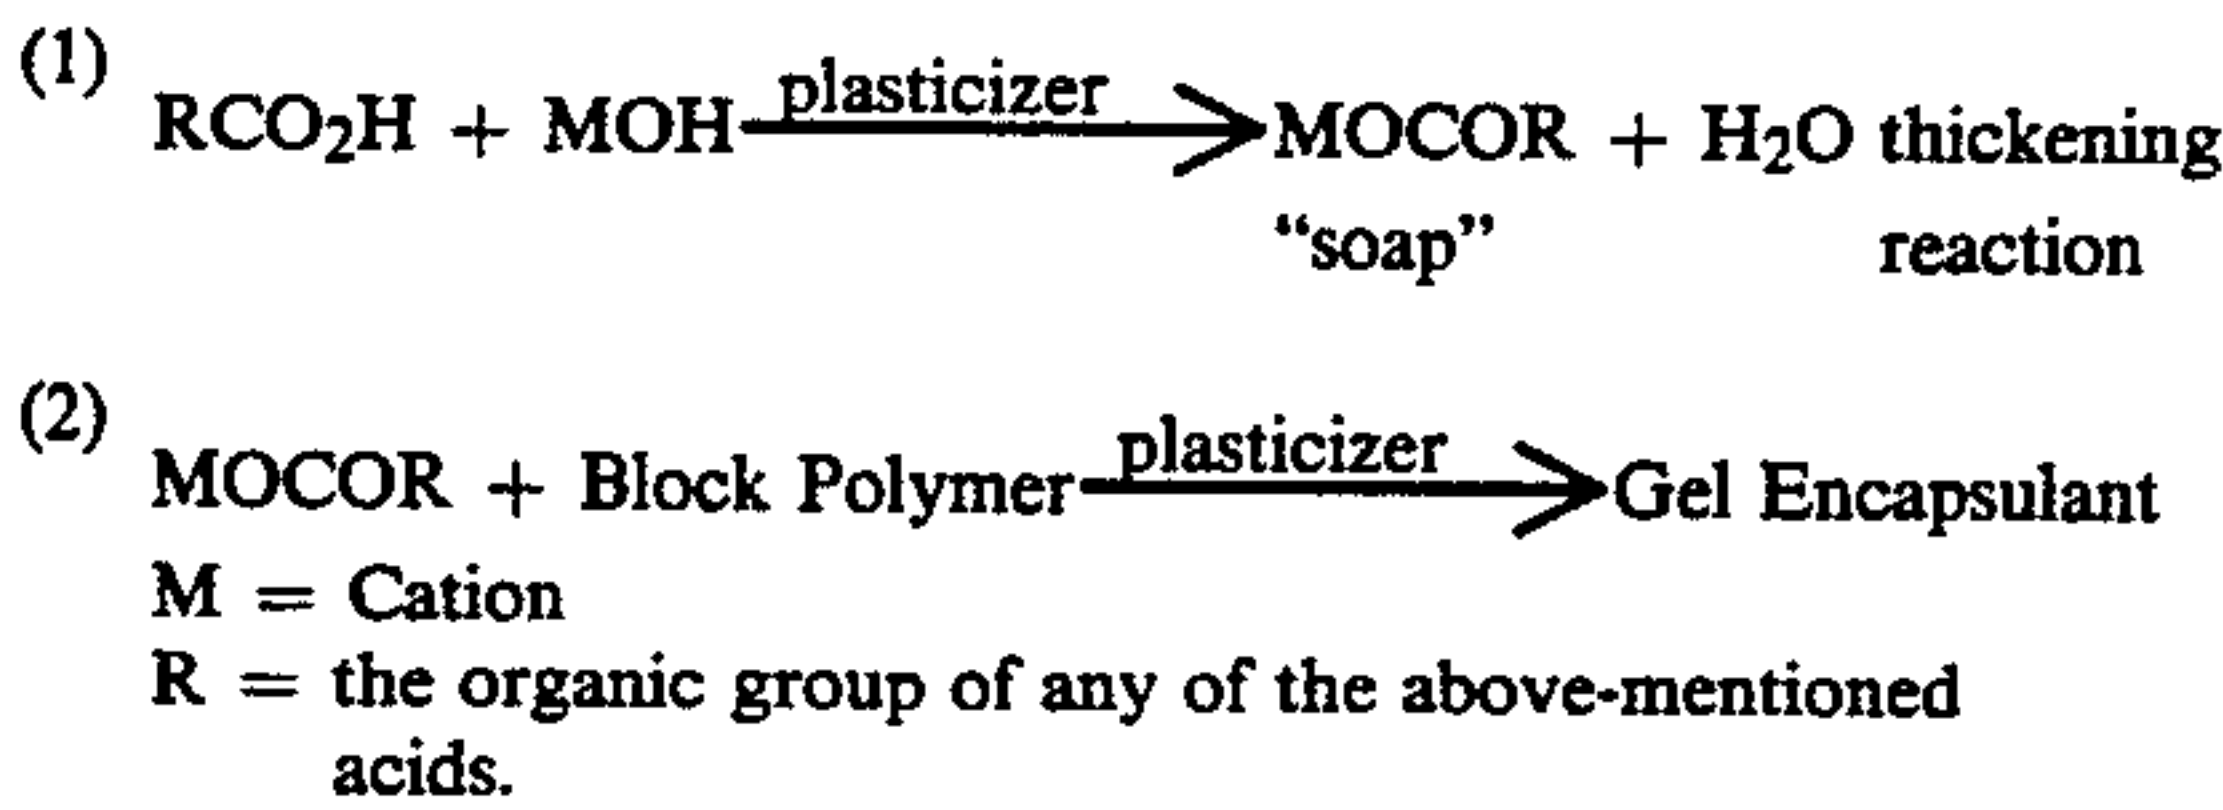 (1)
RCO₂H + MOH plasticizer MOCOR + H₂O thickening
"soap" reaction
(2)
MOCOR + Block Polymer plasticizer Gel Encapsulant
M = Cation
R = the organic group of any of the above-mentioned
acids.